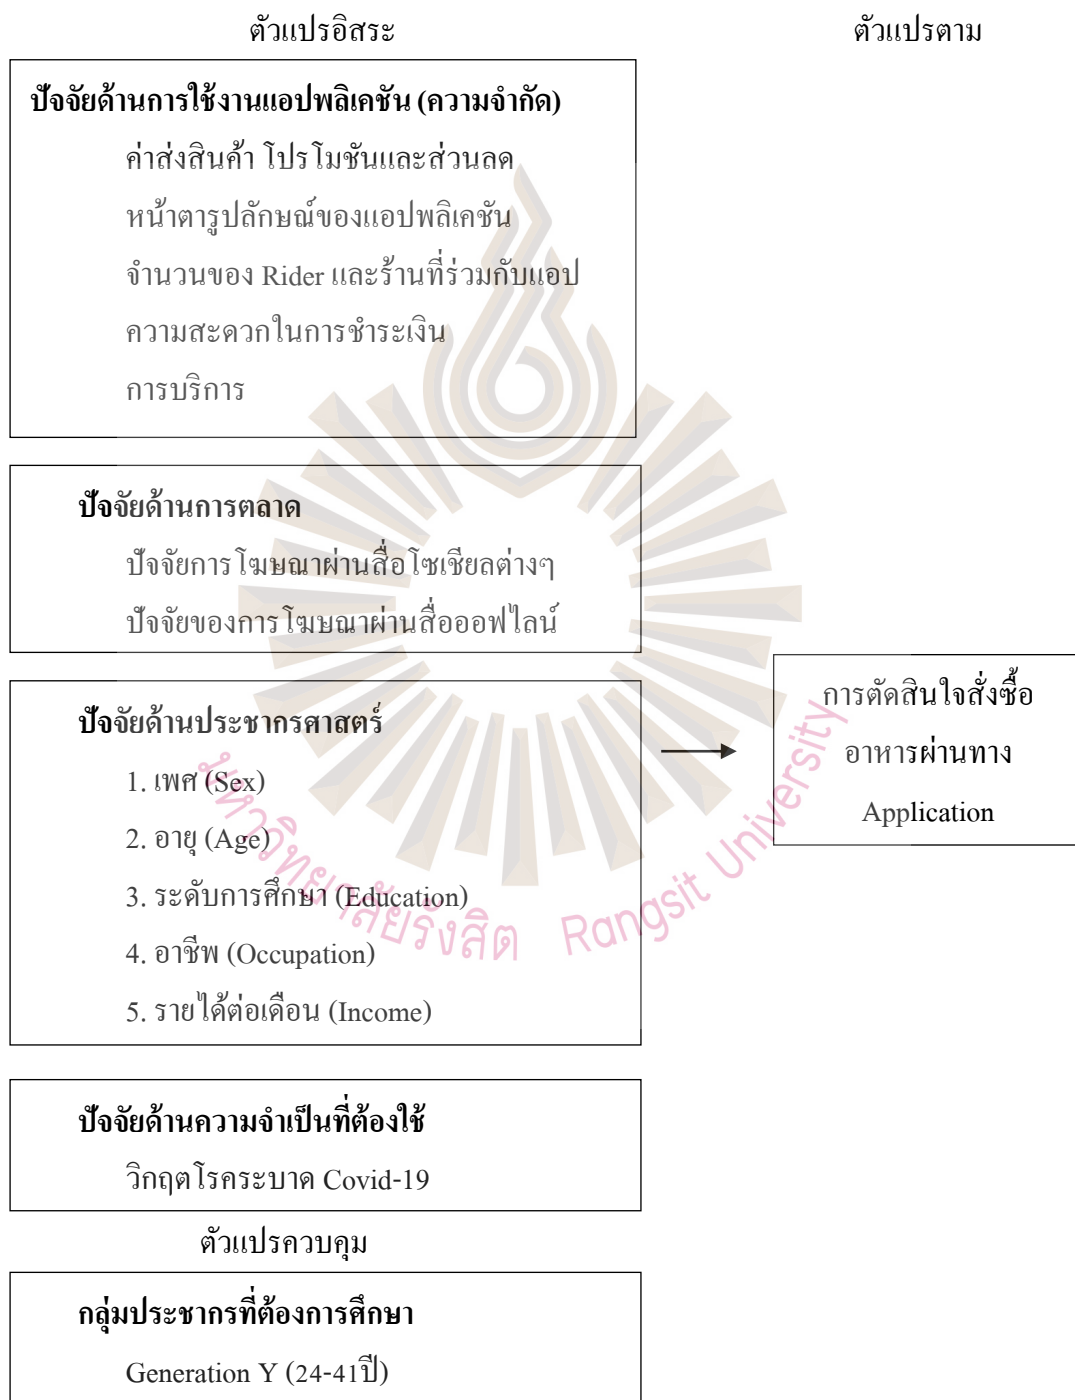 ตัวแปรอิสระ
ตัวแปรตาม
ปัจจัยด้านการใช้งานแอปพลิเคชัน (ความจำกัด)
ค่าส่งสินค้า โปรโมชันและส่วนลด
หน้าตารูปลักษณ์ของแอปพลิเคชัน
จำนวนของ Rider และร้านที่ร่วมกับแอป
ความสะดวกในการชำระเงิน
การบริการ
ปัจจัยด้านการตลาด
ปัจจัยการโฆษณาผ่านสื่อโซเชียลต่างๆ
ปัจจัยของการโฆษณาผ่านสื่อออฟไลน์
ปัจจัยด้านประชากรศาสตร์
1. เพศ (Sex)
2. อายุ (Age)
3. ระดับการศึกษา (Education)
4. อาชีพ (Occupation)
5. รายได้ต่อเดือน (Income)
การตัดสินใจสั่งซื้อ
อาหารผ่านทาง
Application
ปัจจัยด้านความจำเป็นที่ต้องใช้
วิกฤตโรคระบาด Covid-19
ตัวแปรควบคุม
กลุ่มประชากรที่ต้องการศึกษา
Generation Y (24-41ปี)
มหาวิทยาลัยรังสิต Rangsit University